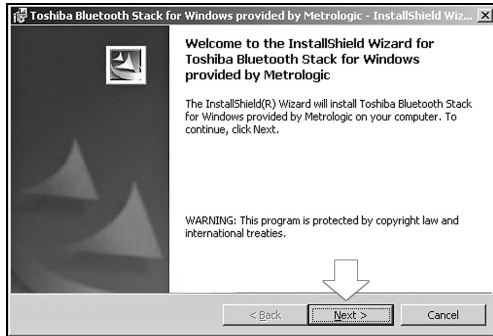 Toshiba Bluetooth Stack for Windows provided by Metrologic - InstallShield Wiz...
Welcome to the InstallShield Wizard for
Toshiba Bluetooth Stack for Windows
provided by Metrologic
The InstallShield(R) Wizard will install Toshiba Bluetooth Stack
for Windows provided by Metrologic on your computer. To
continue, click Next.
WARNING: This program is protected by copyright law and
international treaties.
< Back
Next >
Cancel